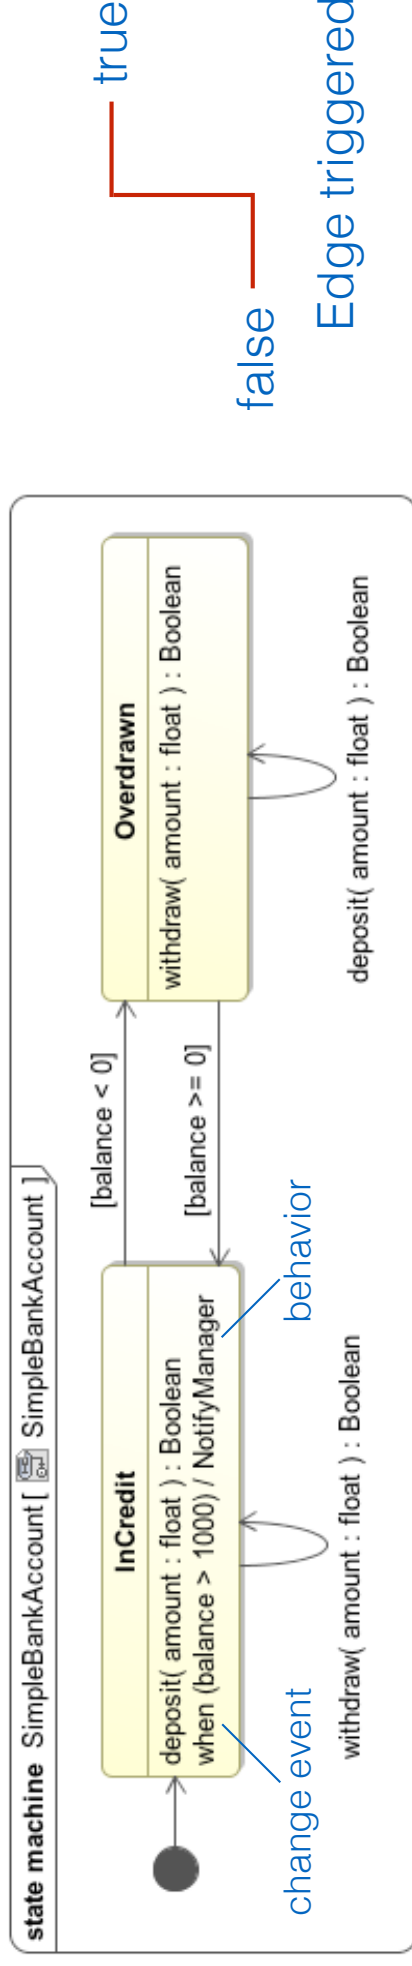 state machine SimpleBankAccount [ SimpleBankAccount ]
InCredit
deposit( amount : float ) : Boolean
when (balance > 1000) / NotifyManager
change event
behavior
withdraw( amount : float ) : Boolean
[balance < 0]
[balance >= 0]
Overdrawn
withdraw( amount : float ) : Boolean
deposit( amount : float ) : Boolean
true
false
Edge triggered